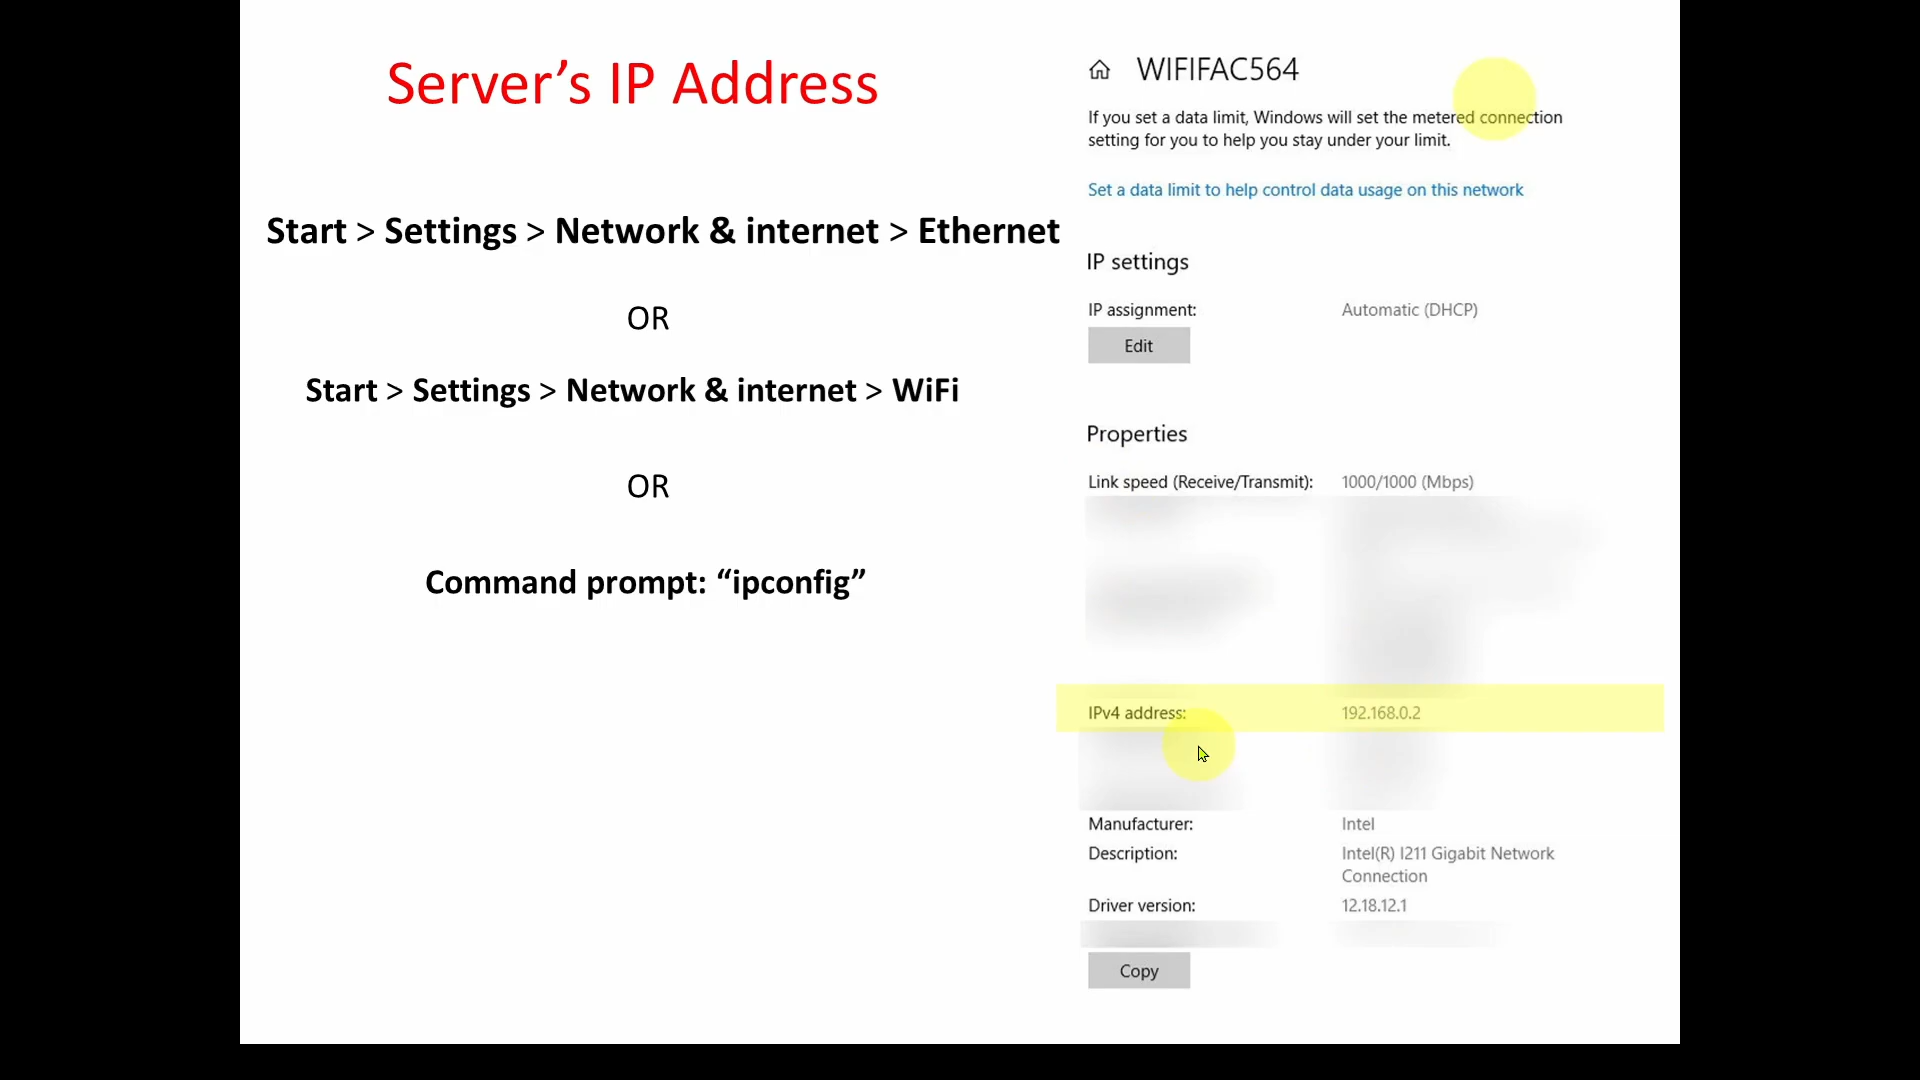 Server’s IP Address
Start > Settings > Network & internet > Ethernet
OR
Start > Settings > Network & internet > WiFi
OR
Command prompt: “ipconfig”
WIFIFAC564
If you set a data limit, Windows will set the metered connection
setting for you to help you stay under your limit.
Set a data limit to help control data usage on this network
IP settings
IP assignment: Automatic (DHCP)
Edit
Properties
Link speed (Receive/Transmit): 1000/1000 (Mbps)
IPv4 address: 192.168.0.2
Manufacturer: Intel
Description: Intel(R) I211 Gigabit Network
Connection
Driver version: 12.18.12.1
Copy